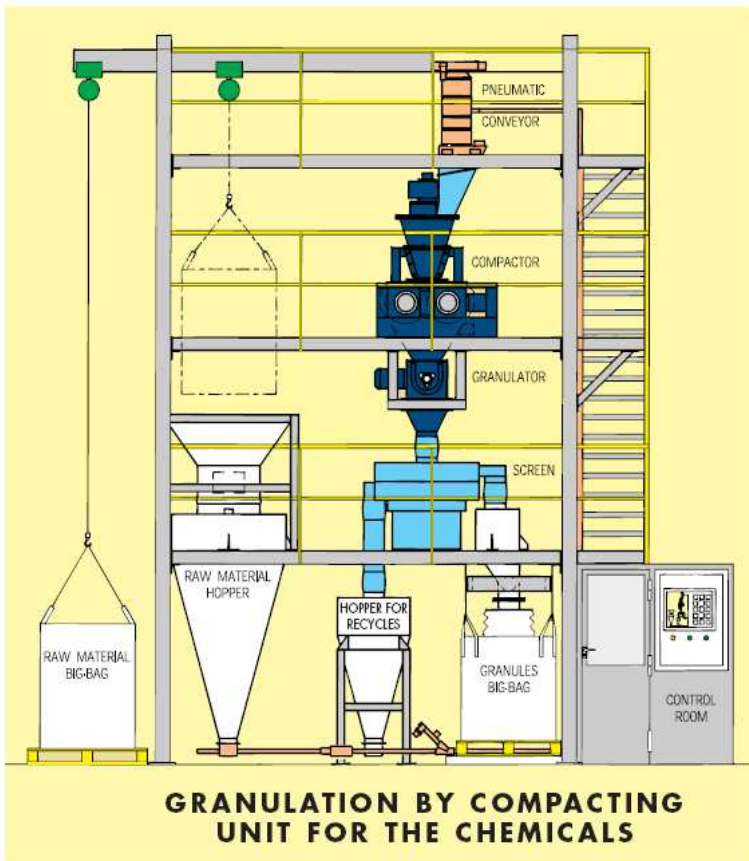 PNEUMATIC
CONVEYOR
COMPACTOR
GRANULATOR
SCREEN
RAW MATERIAL
HOPPER
HOPPER FOR
RECYCLES
RAW MATERIAL
BIG-BAG
GRANULES
BIG-BAG
CONTROL
ROOM
GRANULATION BY COMPACTING
UNIT FOR THE CHEMICALS